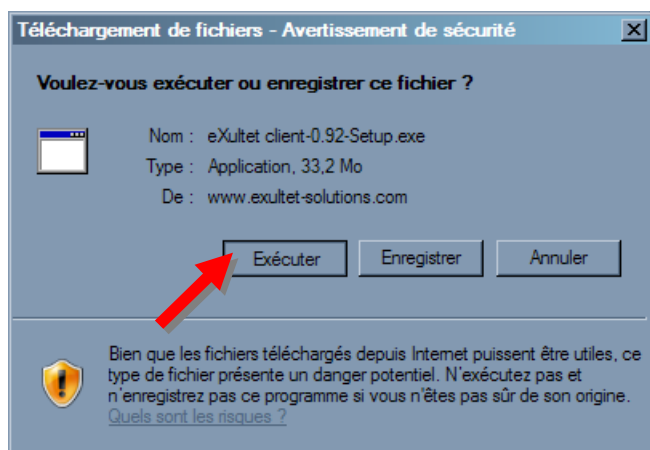 Téléchargement de fichiers - Avertissement de sécurité
Voulez-vous exécuter ou enregistrer ce fichier ?
Nom : eXultet client-0.92-Setup.exe
Type : Application, 33,2 Mo
De : www.exultet-solutions.com
Exécuter Enregistrer Annuler
Bien que les fichiers téléchargés depuis Internet puissent être utiles, ce
type de fichier présente un danger potentiel. N'exécutez pas et
n'enregistrez pas ce programme si vous n'êtes pas sûr de son origine.
Quels sont les risques ?